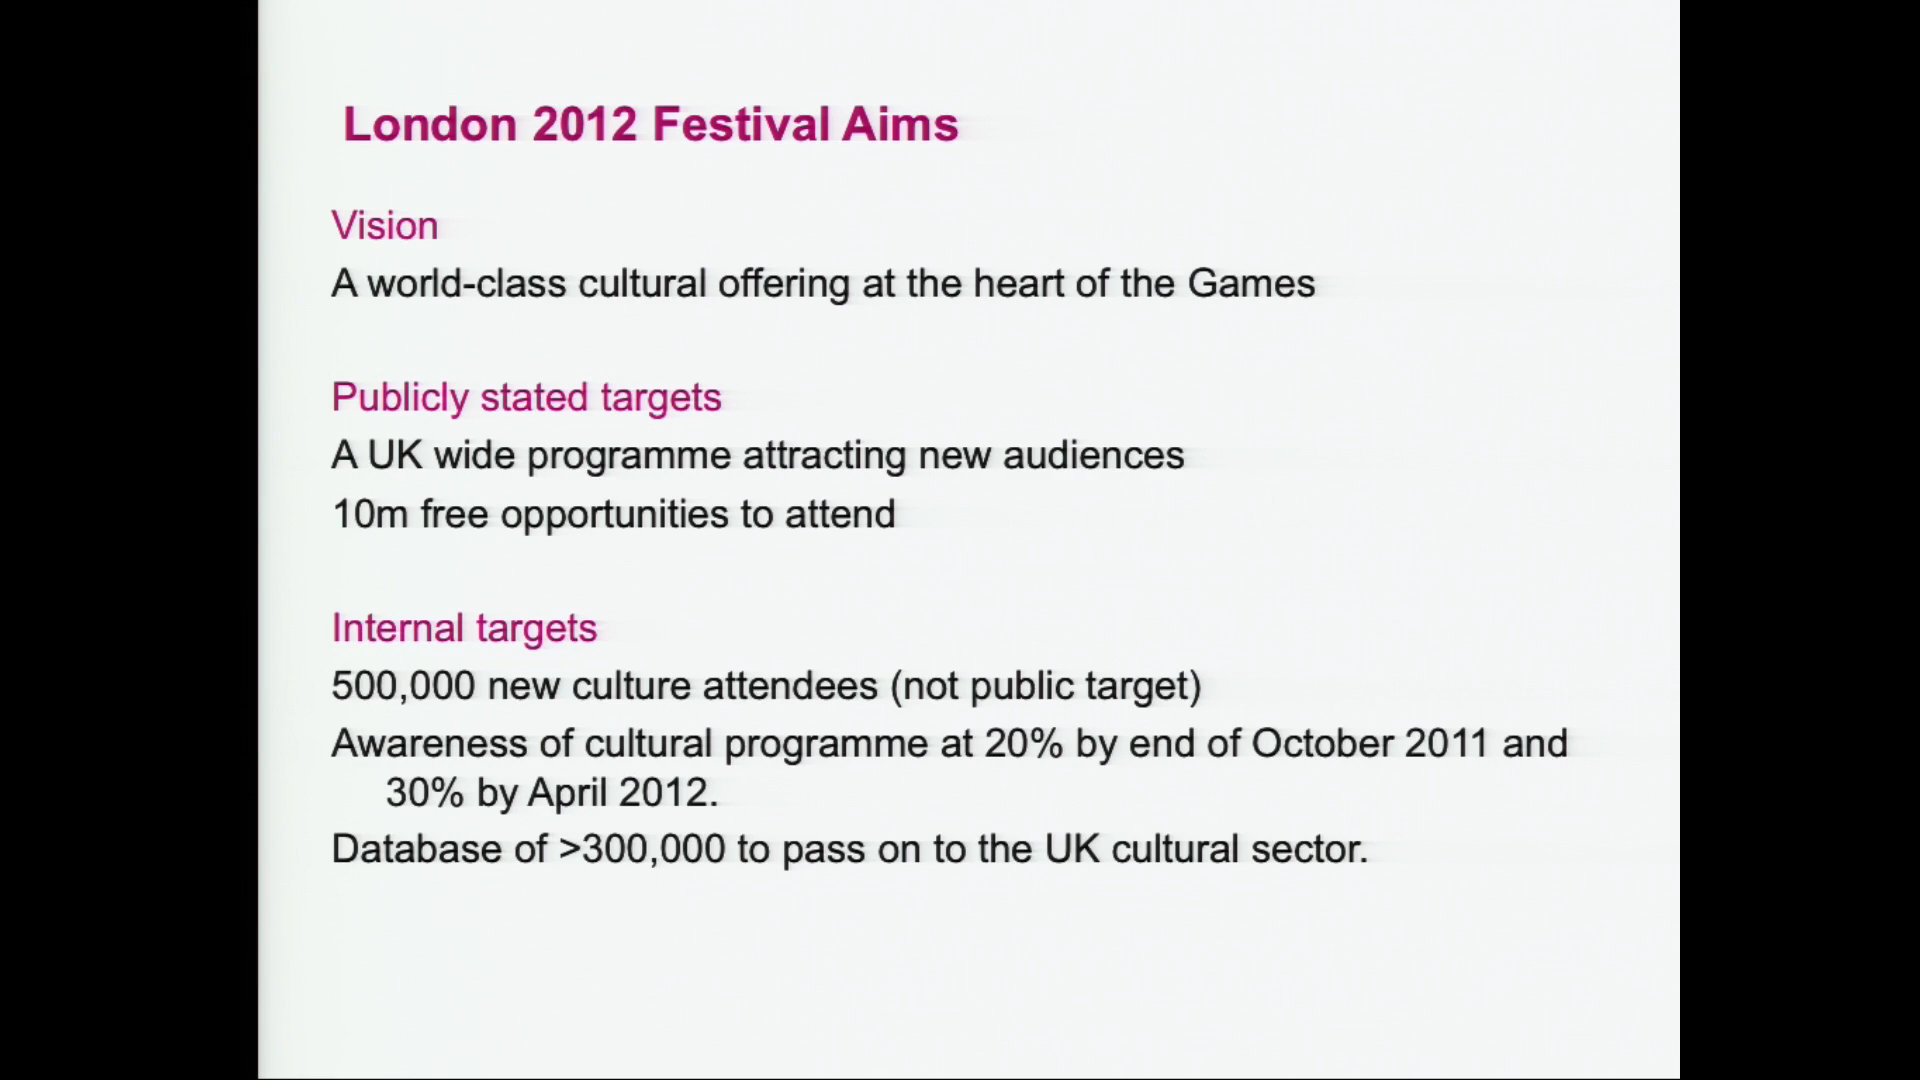 London 2012 Festival Aims
Vision
A world-class cultural offering at the heart of the Games
Publicly stated targets
A UK wide programme attracting new audiences
10m free opportunities to attend
Internal targets
500,000 new culture attendees (not public target)
Awareness of cultural programme at 20% by end of October 2011 and
30% by April 2012.
Database of >300,000 to pass on to the UK cultural sector.